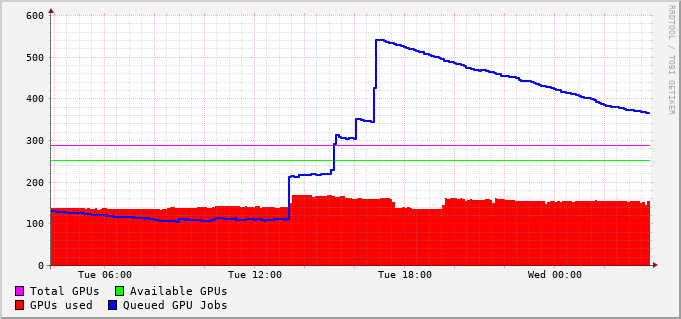 600
500
400
300
200
100
0
Tue 06:00 Tue 12:00 Tue 18:00 Wed 00:00
Total GPUs Available GPUs
GPUs used Queued GPU Jobs
RRDTOOL / TOBI OETIKER